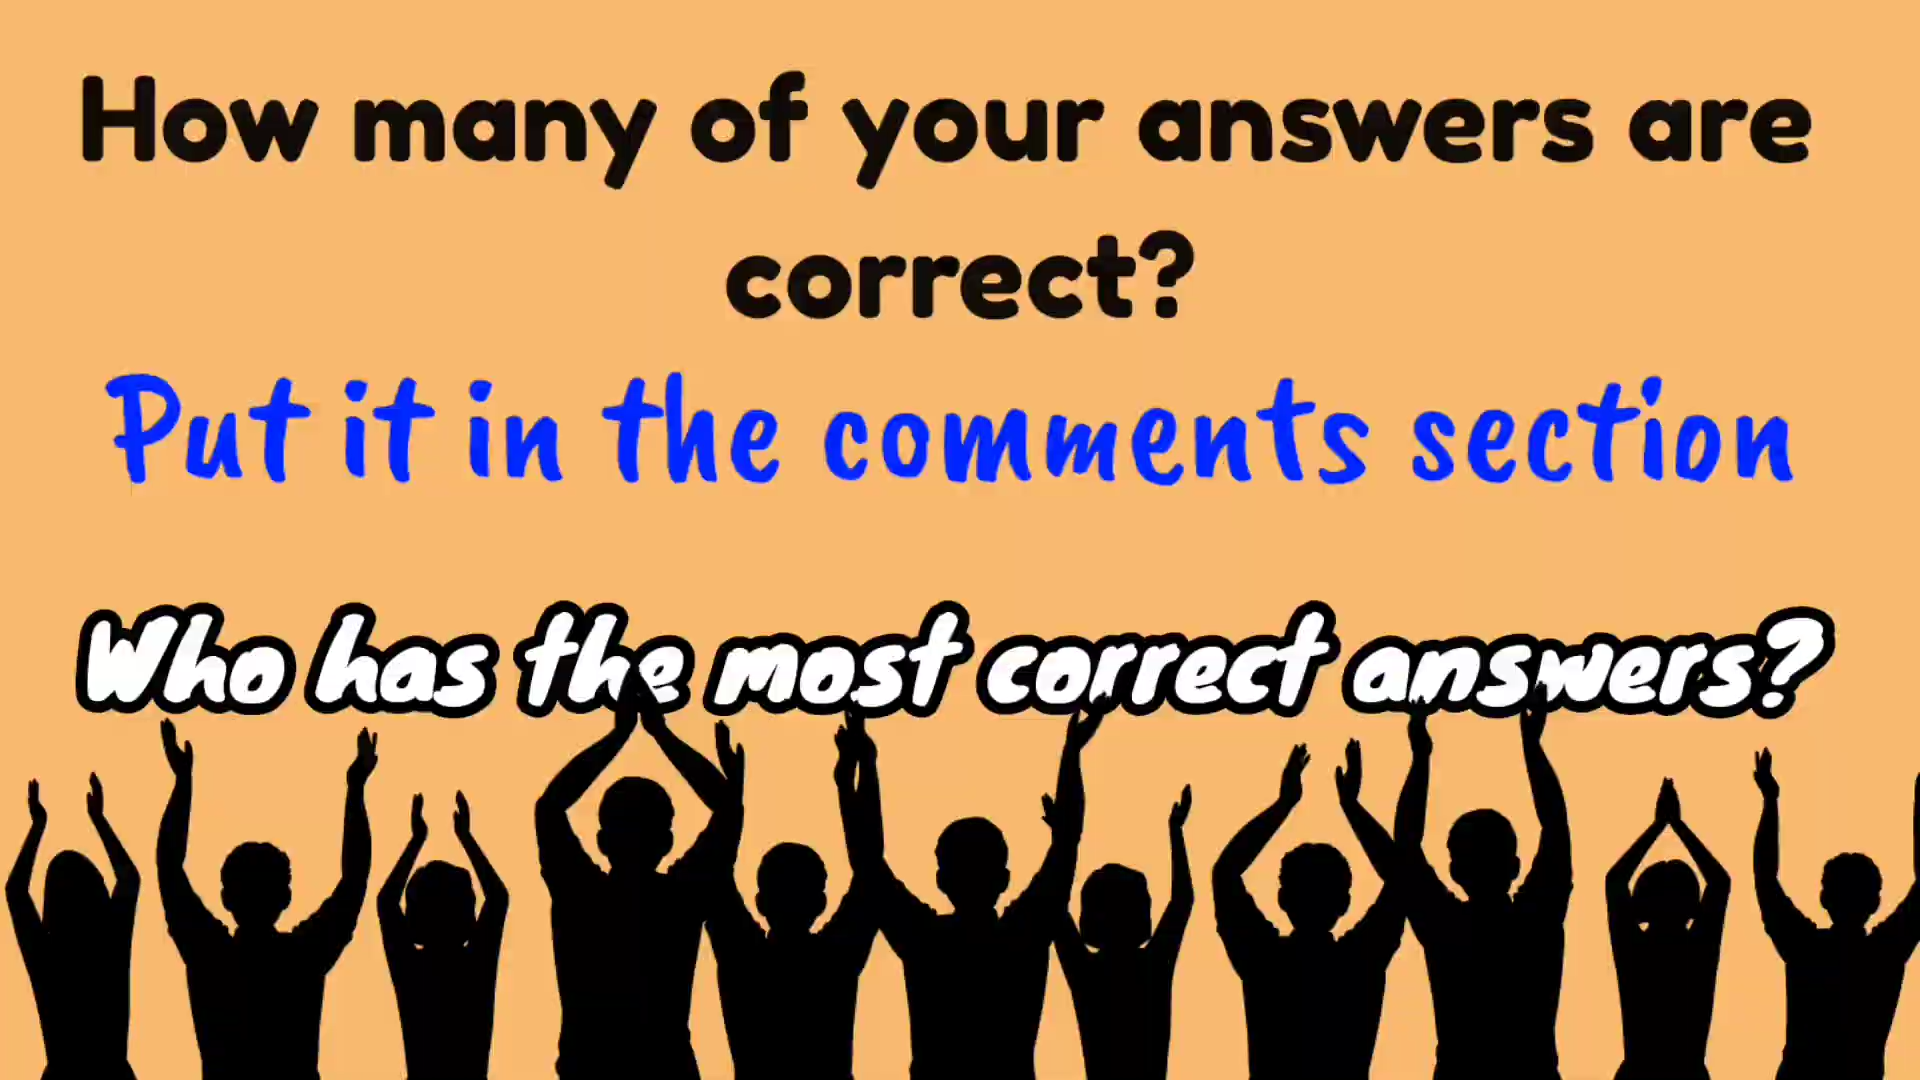 How many of your answers are
correct?
Put it in the comments section
Who has the most correct answers?